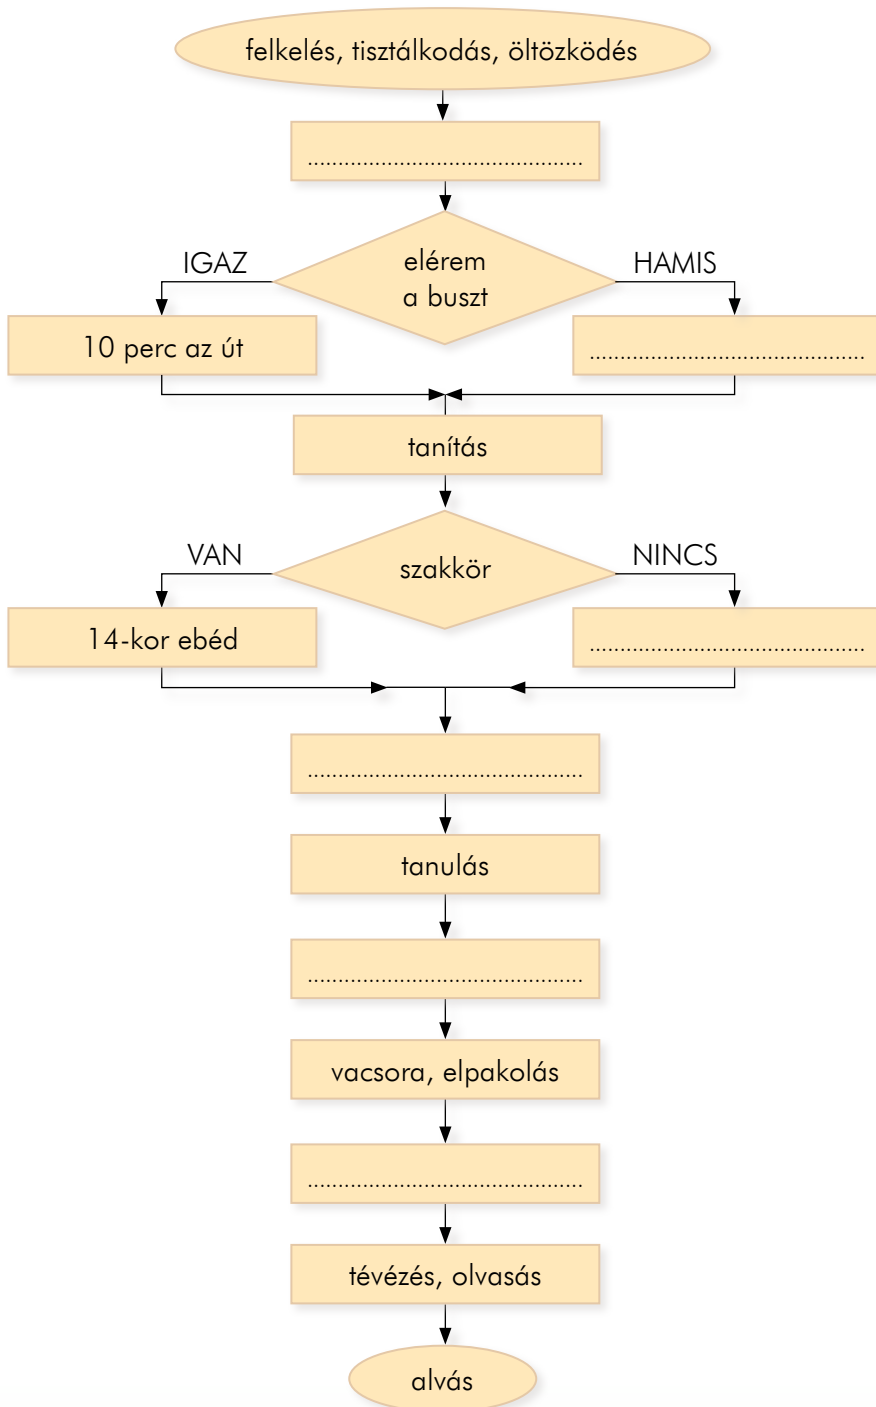 felkelés, tisztálkodás, öltözködés
.............................................
IGAZ
elérem
a buszt
HAMIS
10 perc az út
.............................................
tanítás
VAN
szakkör
NINCS
14-kor ebéd
.............................................
.............................................
tanulás
.............................................
vacsora, elpakolás
.............................................
tévézés, olvasás
alvás